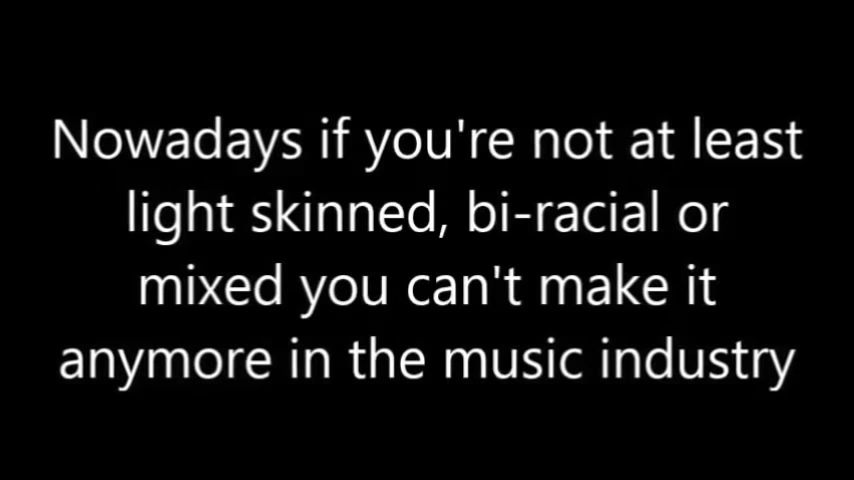 Nowadays if you're not at least
light skinned, bi-racial or
mixed you can't make it
anymore in the music industry